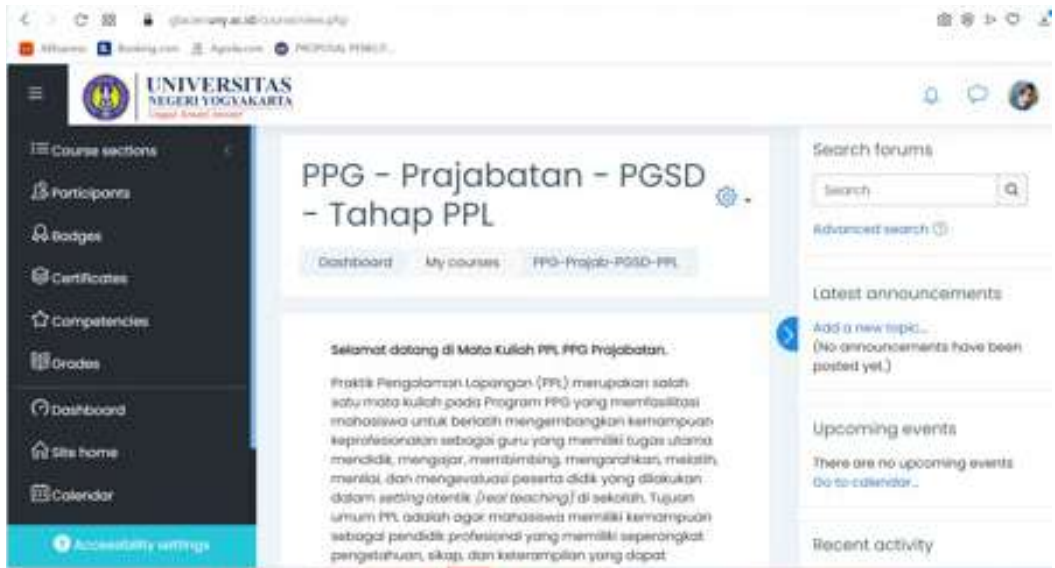 Booking.com
Agoda.com
UNIVERSITAS
NEGERI YOGYAKARTA
Course sections
Participants
Badges
Certificates
Competencies
Grades
Dashboard
Site home
Calendar
Accessibility settings
PPG - Prajabatan - PGSD
- Tahap PPL
Dashboard My courses PPG-Prajab-PGSD-PPL
Selamat datang di Mata Kuliah PPL PPG Prajabatan.
Praktik Pengalaman Lapangan (PPL) merupakan salah
satu mata kuliah pada Program PPG yang memfasilitasi
mahasiswa untuk berlatih mengembangkan kemampuan
keprofesionalan sebagai guru yang memiliki tugas utama
mendidik, mengajar, membimbing, mengarahkan, melatih,
menilai, dan mengevaluasi peserta didik yang dilakukan
dalam setting otentik (real teaching) di sekolah. Tujuan
umum PPL adalah agar mahasiswa memiliki kemampuan
sebagai pendidik profesional yang memiliki seperangkat
pengetahuan, sikap, dan keterampilan yang dapat
Search forums
Search
Advanced search
Latest announcements
Add a new topic...
(No announcements have been
posted yet.)
Upcoming events
There are no upcoming events
Go to calendar...
Recent activity